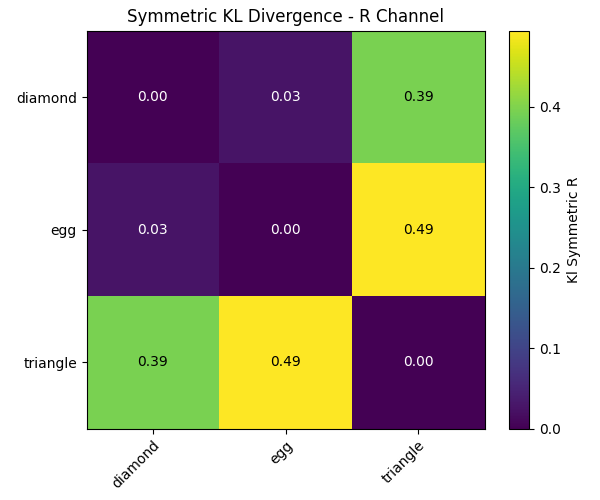 Symmetric KL Divergence - R Channel
diamond 0.00 0.03 0.39
egg 0.03 0.00 0.49
triangle 0.39 0.49 0.00
diamond egg triangle
0.4
0.3
0.2
0.1
0.0
Kl Symmetric R